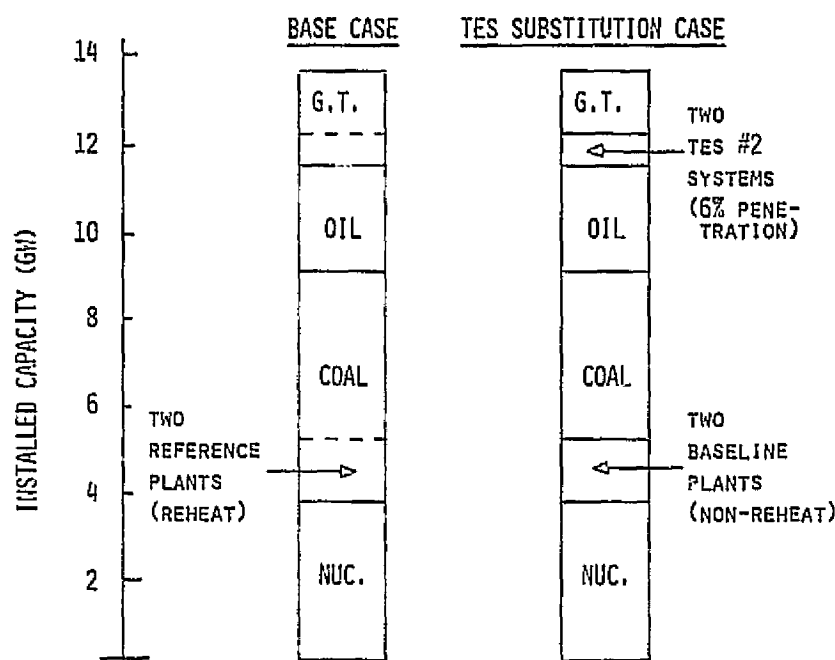 BASE CASE
TES SUBSTITUTION CASE
INSTALLED CAPACITY (GW)
14
12
10
8
6
4
2
G.T.
OIL
COAL
NUC.
TWO
REFERENCE
PLANTS
(REHEAT)
G.T.
OIL
COAL
NUC.
TWO
TES #2
SYSTEMS
(6% PENE-
TRATION)
TWO
BASELINE
PLANTS
(NON-REHEAT)